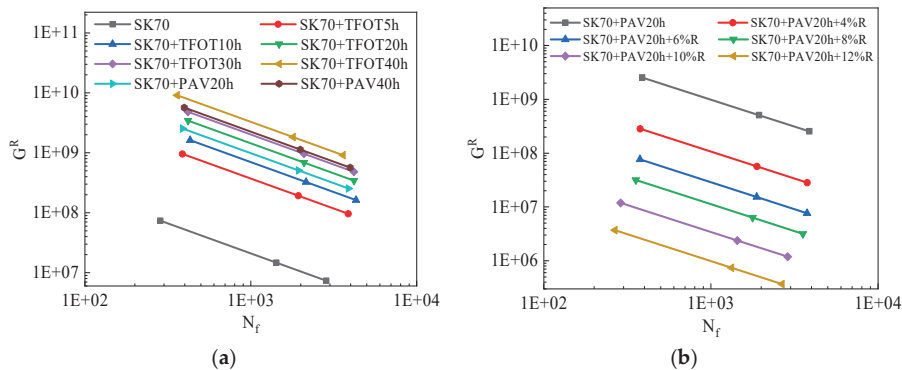 SK70
SK70+TFOT5h
SK70+TFOT10h
SK70+TFOT20h
SK70+TFOT30h
SK70+TFOT40h
SK70+PAV20h
SK70+PAV40h
1E+11
1E+10
1E+09
1E+08
1E+07
G^R
1E+02
1E+03
1E+04
N_f
(a)
SK70+PAV20h
SK70+PAV20h+4%R
SK70+PAV20h+6%R
SK70+PAV20h+8%R
SK70+PAV20h+10%R
SK70+PAV20h+12%R
1E+10
1E+09
1E+08
1E+07
1E+06
G^R
1E+02
1E+03
1E+04
N_f
(b)